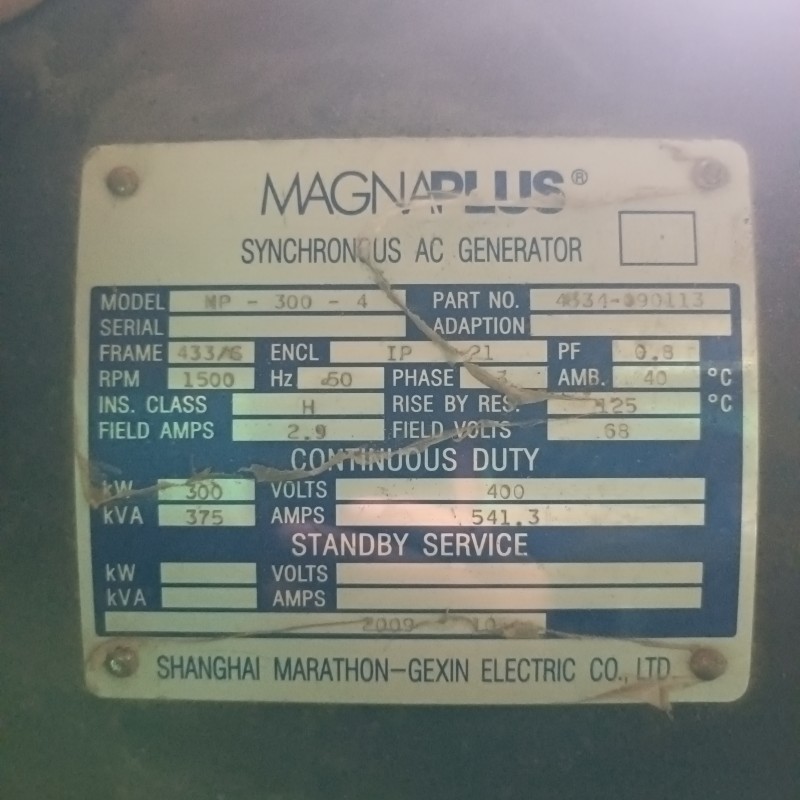 MAGNAPLUS®
SYNCHRONOUS AC GENERATOR
MODEL MP - 300 - 4 PART NO.
SERIAL ADAPTION
FRAME 433/6 ENCL IP 21 PF 0.8
RPM 1500 Hz 50 PHASE AMB. 40 °C
INS. CLASS H RISE BY RES. 125 °C
FIELD AMPS 2.9 FIELD VOLTS 68
CONTINUOUS DUTY
kW 300 VOLTS 400
kVA 375 AMPS 541.3
STANDBY SERVICE
kW VOLTS
kVA AMPS
2009 10
SHANGHAI MARATHON-GEXIN ELECTRIC CO., LTD